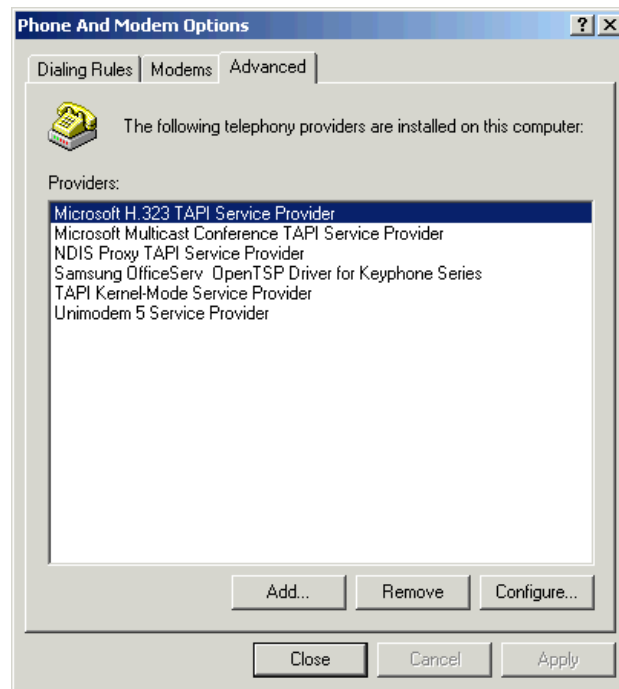 Phone And Modem Options
Dialing Rules Modems Advanced
The following telephony providers are installed on this computer:
Providers:
Microsoft H.323 TAPI Service Provider
Microsoft Multicast Conference TAPI Service Provider
NDIS Proxy TAPI Service Provider
Samsung OfficeServ OpenTSP Driver for Keyphone Series
TAPI Kernel-Mode Service Provider
Unimodem 5 Service Provider
Add... Remove Configure...
Close Cancel Apply